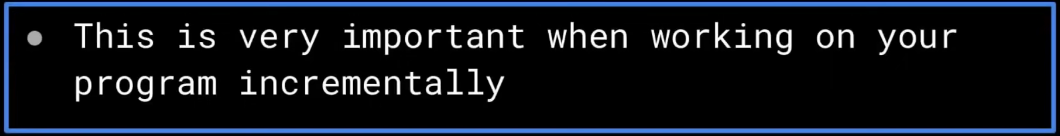 ● This is very important when working on your
program incrementally